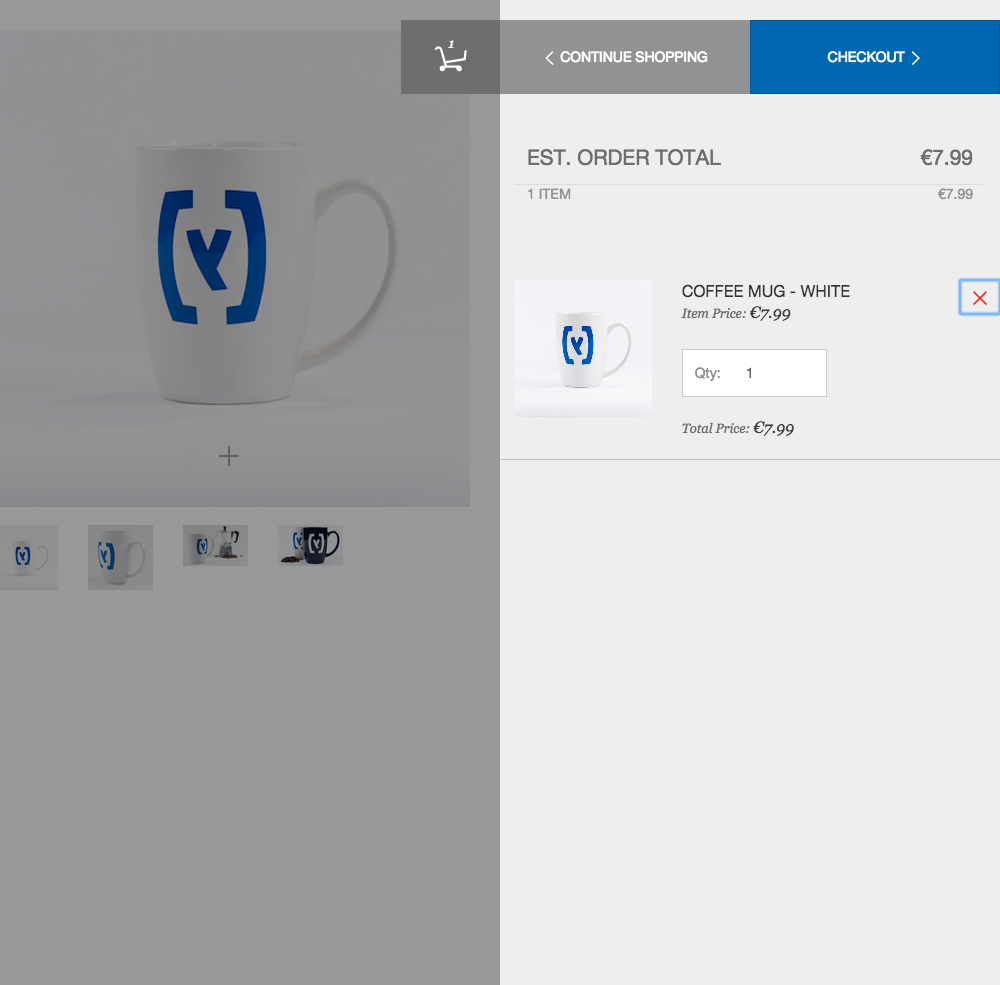 1
CONTINUE SHOPPING
CHECKOUT
EST. ORDER TOTAL €7.99
1 ITEM €7.99
COFFEE MUG - WHITE
Item Price: €7.99
Qty: 1
Total Price: €7.99